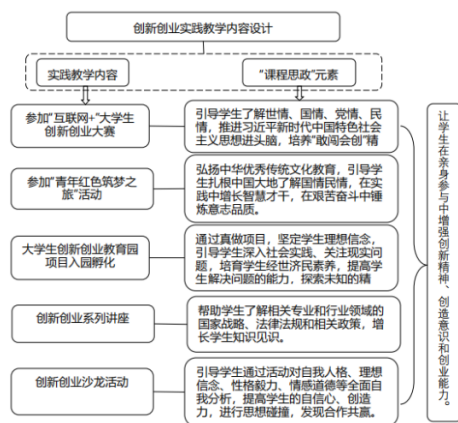 创新创业实践教学内容设计
实践教学内容
“课程思政”元素
参加“互联网+”大学生
创新创业大赛
引导学生了解世情、国情、党情、民
情，推进习近平新时代中国特色社会
主义思想进头脑，培养“敢闯会创”精
参加“青年红色筑梦之
旅”活动
弘扬中华优秀传统文化教育，引导学
生扎根中国大地了解国情民情，在实
践中增长智慧才干，在艰苦奋斗中锤
炼意志品质。
大学生创新创业教育园
项目入园孵化
通过真做项目，坚定学生理想信念，
引导学生深入社会实践、关注现实问
题，培育学生经世济民素养，提高学
生解决问题的能力，探索未知的精
创新创业系列讲座
帮助学生了解相关专业和行业领域的
国家战略、法律法规和相关政策，增
长学生知识见识。
创新创业沙龙活动
引导学生通过活动对自我人格、理想
信念、性格毅力、情感道德等全面自
我分析，提高学生的自信心、创造
力，进行思想碰撞，发现合作共赢。
让学生在亲身参与中增强创新精神、创造意识和创业能力。